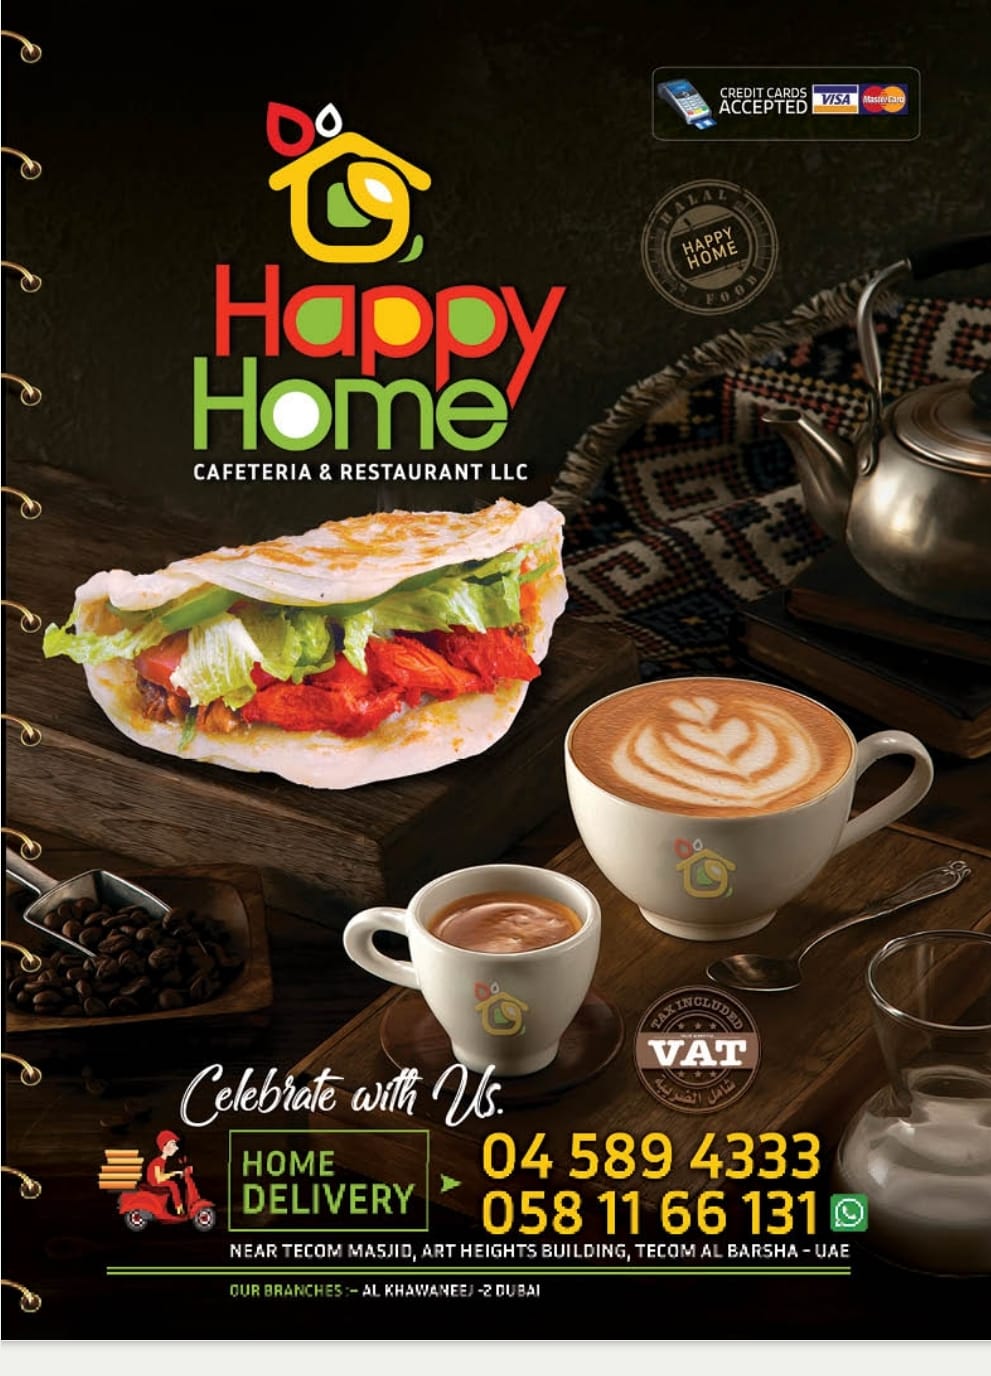 CREDIT CARDS
ACCEPTED
VISA
MasterCard
HALAL
HAPPY
HOME
FOOD
Happy
Home
CAFETERIA & RESTAURANT LLC
TAX INCLUDED
VAT
شامل الضريبة
Celebrate with Us.
HOME
DELIVERY
04 589 4333
058 11 66 131
NEAR TECOM MASJID, ART HEIGHTS BUILDING, TECOM AL BARSHA - UAE
OUR BRANCHES :- AL KHAWANEEJ -2 DUBAI